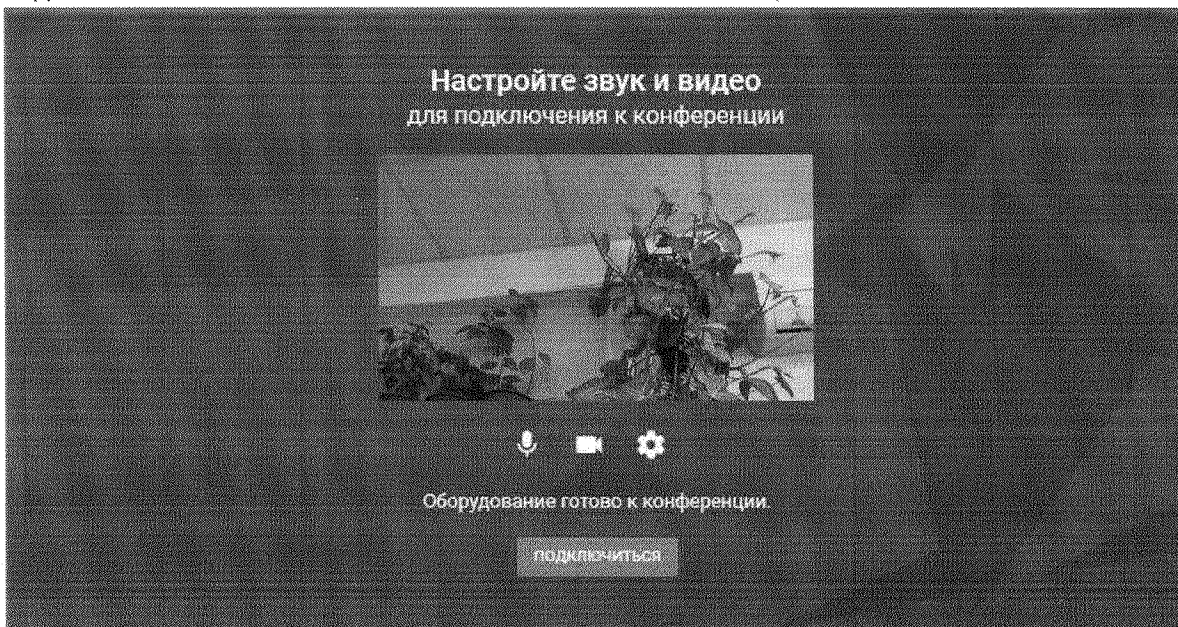 Настройте звук и видео
для подключения к конференции
Оборудование готово к конференции.
ПОДКЛЮЧИТЬСЯ